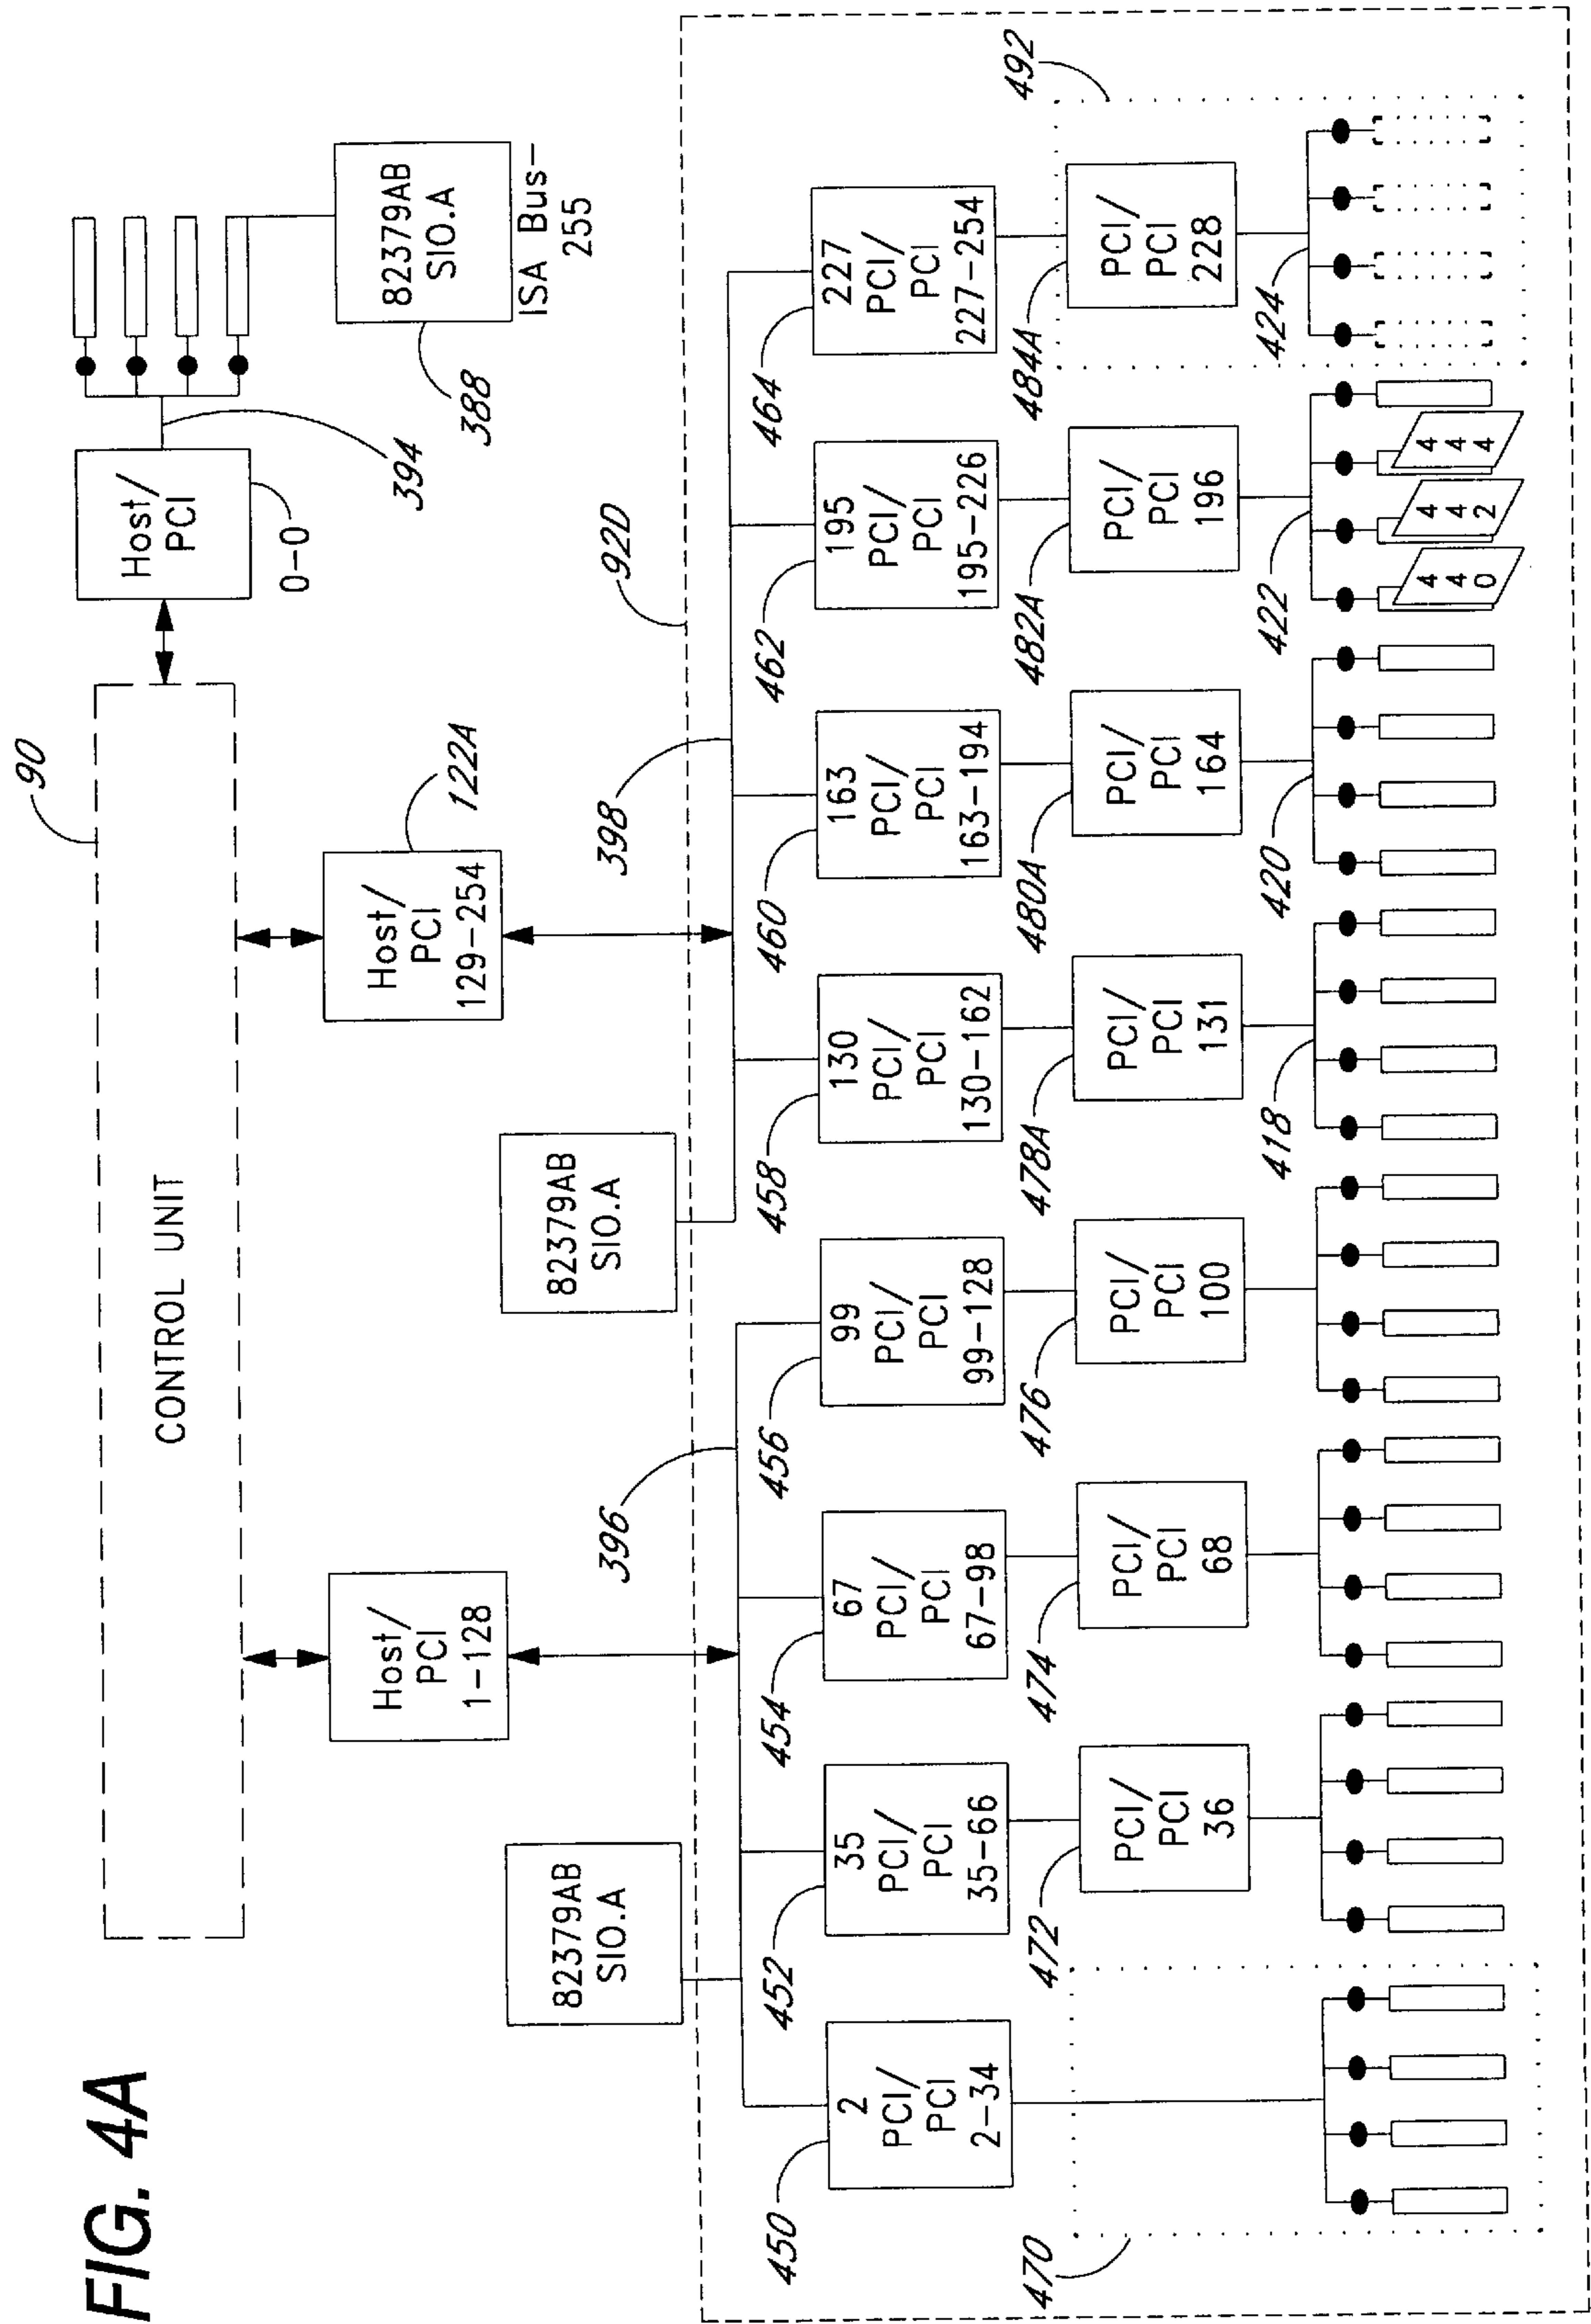 FIG. 4A
90
CONTROL UNIT
Host/
PCI
0-0
394
82379AB
SIO.A
388
ISA Bus-
255
Host/
PCI
1-128
Host/
PCI
129-254
122A
82379AB
SIO.A
82379AB
SIO.A
396
398
92D
2
PCI/
PCI
2-34
450
35
PCI/
PCI
35-66
452
67
PCI/
PCI
67-98
454
99
PCI/
PCI
99-128
456
130
PCI/
PCI
130-162
458
163
PCI/
PCI
163-194
460
195
PCI/
PCI
195-226
462
227
PCI/
PCI
227-254
464
492
470
PCI/
PCI
36
472
PCI/
PCI
68
474
PCI/
PCI
100
476
PCI/
PCI
131
478A
PCI/
PCI
164
480A
PCI/
PCI
196
482A
PCI/
PCI
228
484A
418
420
422
424
440
442
444